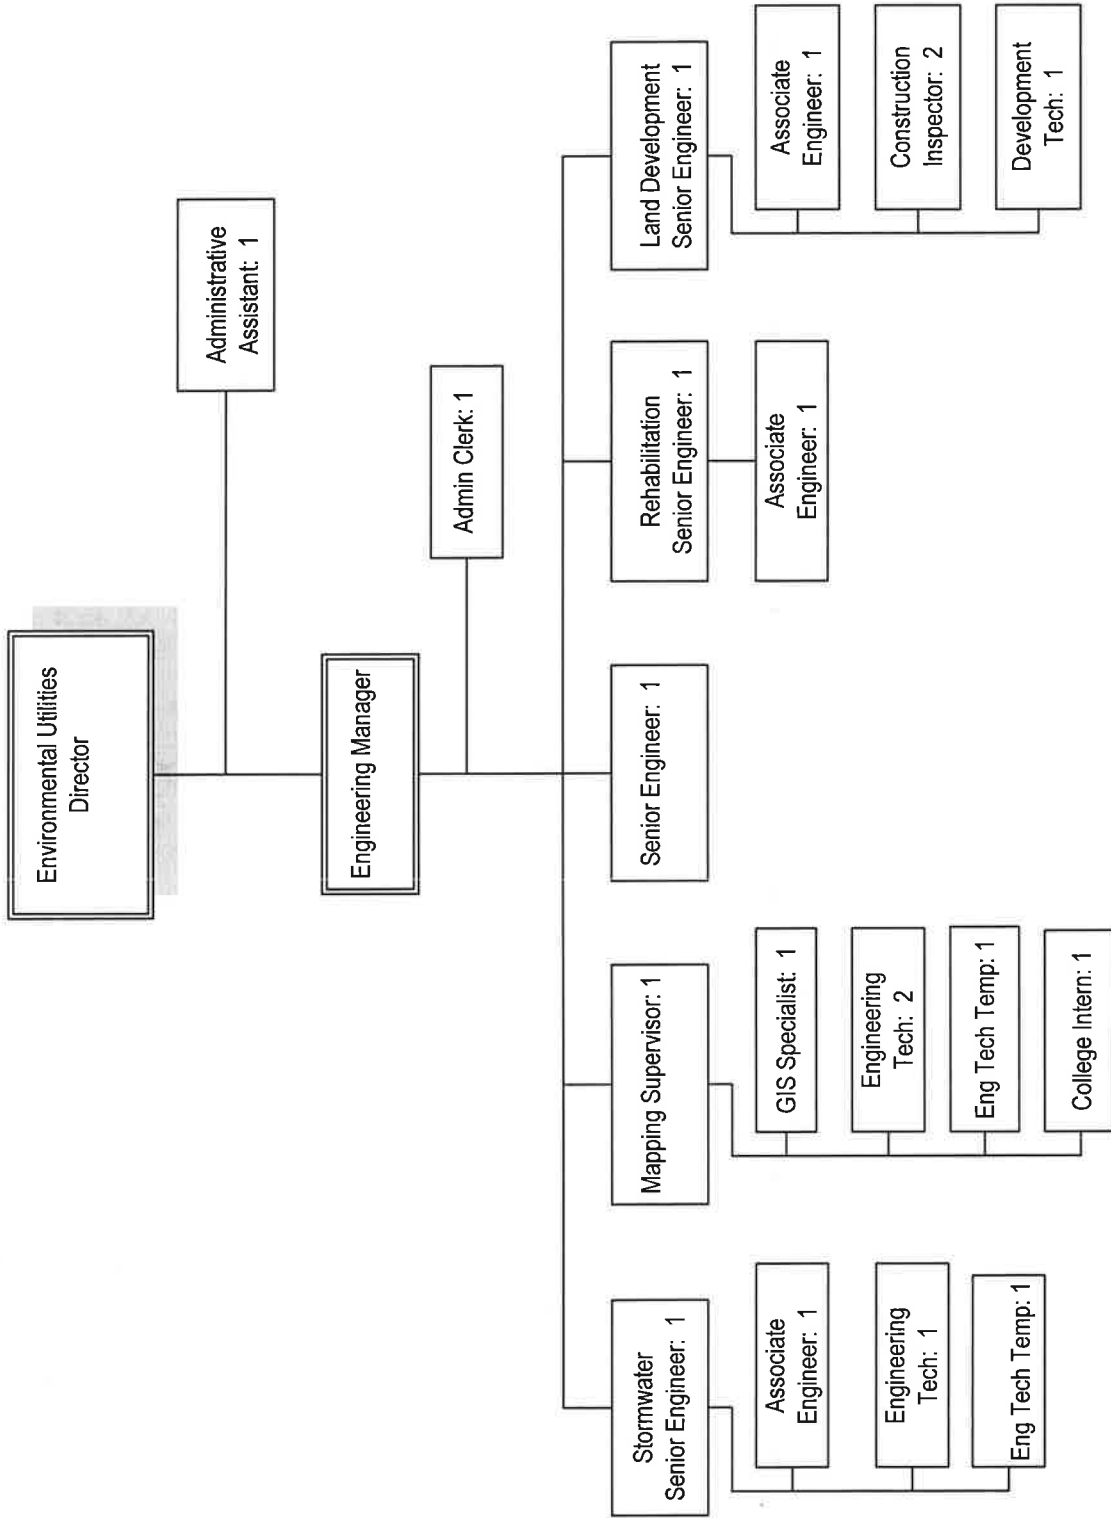 Environmental Utilities
Director
Administrative
Assistant: 1
Engineering Manager
Admin Clerk: 1
Stormwater
Senior Engineer: 1
Mapping Supervisor: 1
Senior Engineer: 1
Rehabilitation
Senior Engineer: 1
Land Development
Senior Engineer: 1
Associate
Engineer: 1
Engineering
Tech: 1
Eng Tech Temp: 1
GIS Specialist: 1
Engineering
Tech: 2
Eng Tech Temp: 1
College Intern: 1
Associate
Engineer: 1
Associate
Engineer: 1
Construction
Inspector: 2
Development
Tech: 1